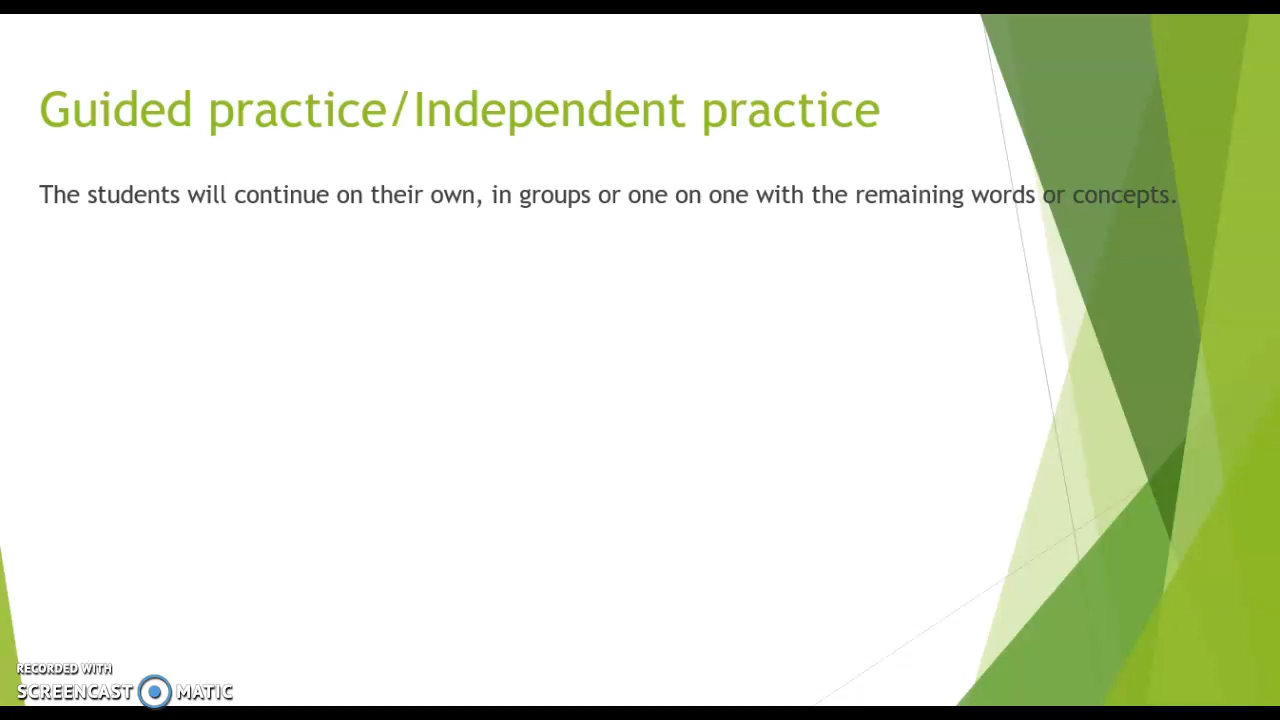 Guided practice/Independent practice
The students will continue on their own, in groups or one on one with the remaining words or concepts.
RECORDED WITH
SCREENCAST MATIC